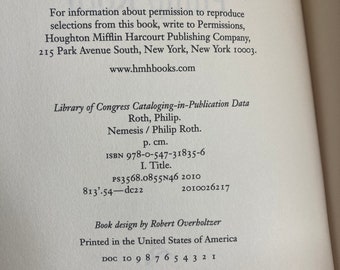 For information about permission to reproduce
selections from this book, write to Permissions,
Houghton Mifflin Harcourt Publishing Company,
215 Park Avenue South, New York, New York 10003.
www.hmhbooks.com
Library of Congress Cataloging-in-Publication Data
Roth, Philip.
Nemesis / Philip Roth.
p. cm.
ISBN 978-0-547-31835-6
I. Title.
PS3568.O855N46 2010
813'.54—dc22 2010026217
Book design by Robert Overholtzer
Printed in the United States of America
DOC 10 9 8 7 6 5 4 3 2 1